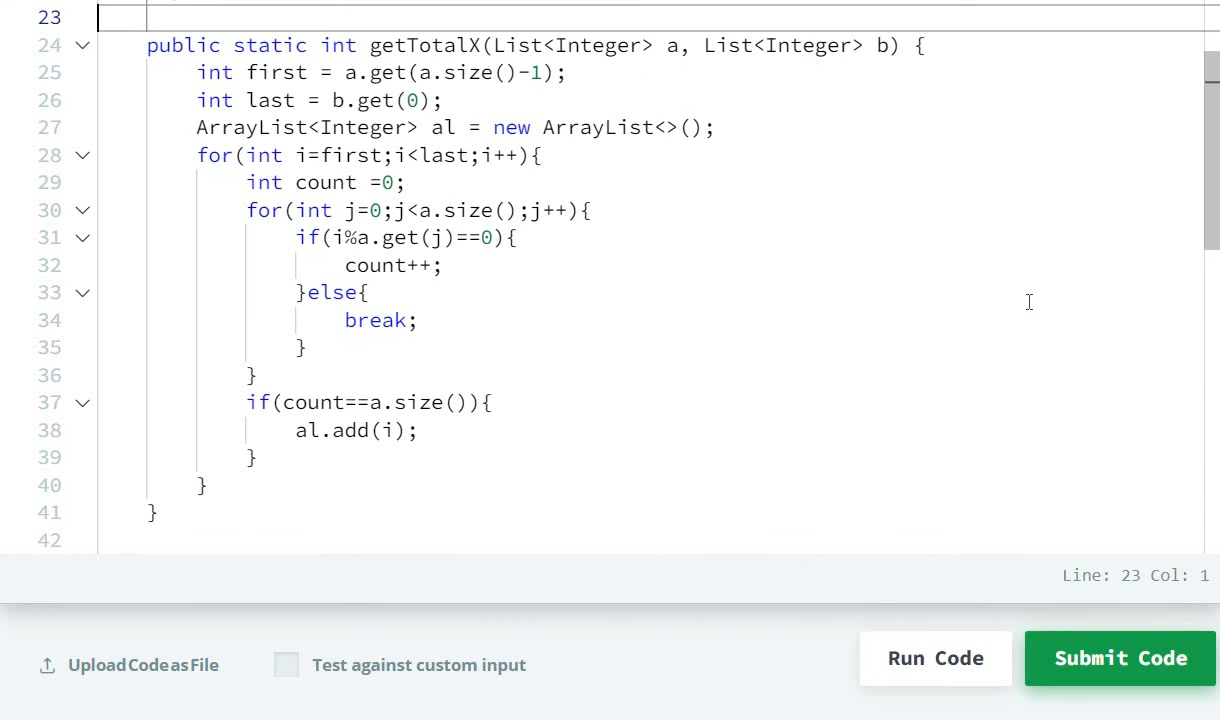 23
24 public static int getTotalX(List<Integer> a, List<Integer> b) {
25 int first = a.get(a.size()-1);
26 int last = b.get(0);
27 ArrayList<Integer> al = new ArrayList<>();
28 for(int i=first;i<last;i++){
29 int count =0;
30 for(int j=0;j<a.size();j++){
31 if(i%a.get(j)==0){
32 count++;
33 }else{
34 break;
35 }
36 }
37 if(count==a.size()){
38 al.add(i);
39 }
40 }
41 }
42
Line: 23 Col: 1
Upload Code as File
Test against custom input
Run Code
Submit Code